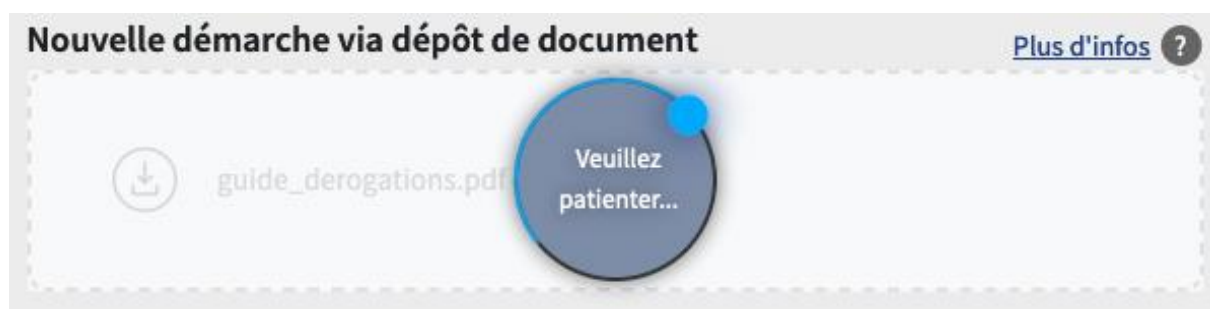 Nouvelle démarche via dépôt de document
Plus d'infos ?
guide_derogations.pdf
Veuillez
patienter...